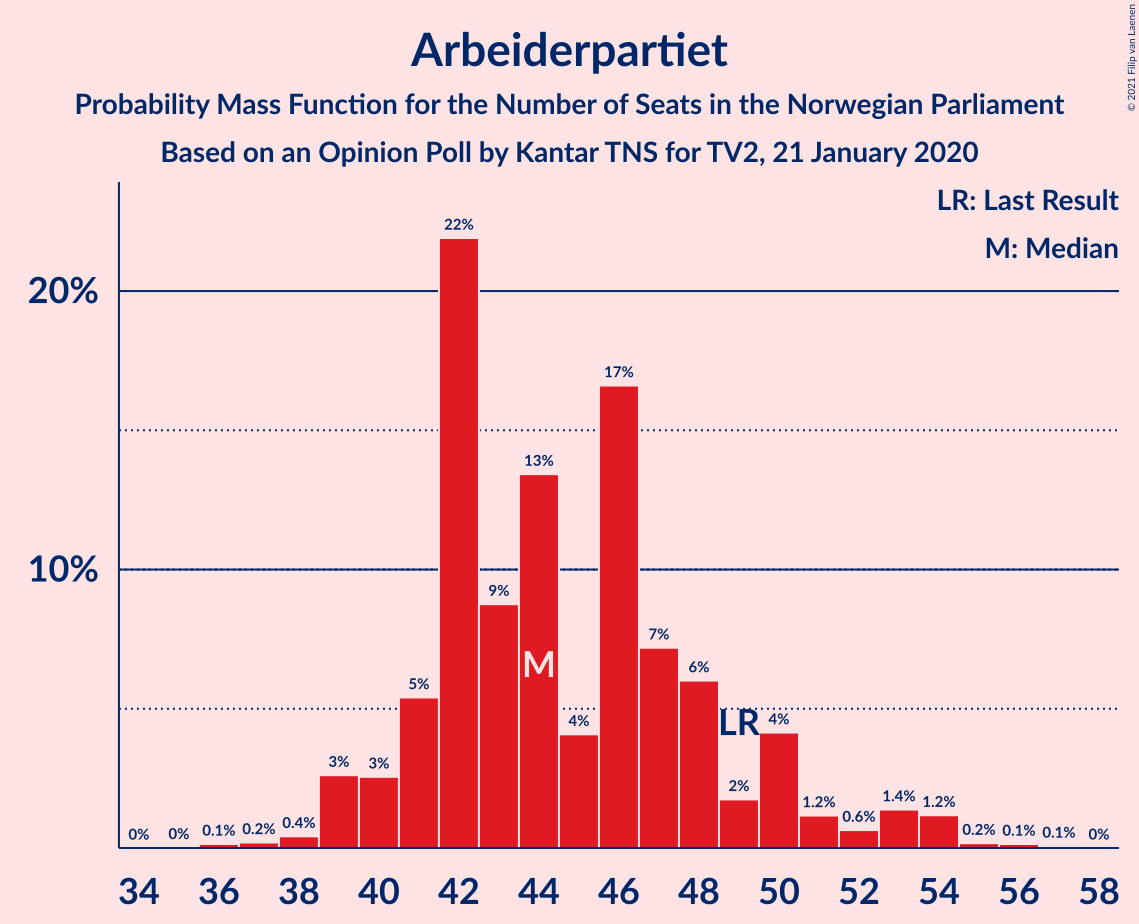 Arbeiderpartiet
Probability Mass Function for the Number of Seats in the Norwegian Parliament
Based on an Opinion Poll by Kantar TNS for TV2, 21 January 2020
© 2021 Filip van Laenen
LR: Last Result
M: Median
20%
10%
0% 0% 0.1% 0.2% 0.4% 3% 3% 5% 22% 9% 13% 4% 17% 7% 6% 2% 4% 1.2% 0.6% 1.4% 1.2% 0.2% 0.1% 0.1% 0%
M
LR
34 36 38 40 42 44 46 48 50 52 54 56 58